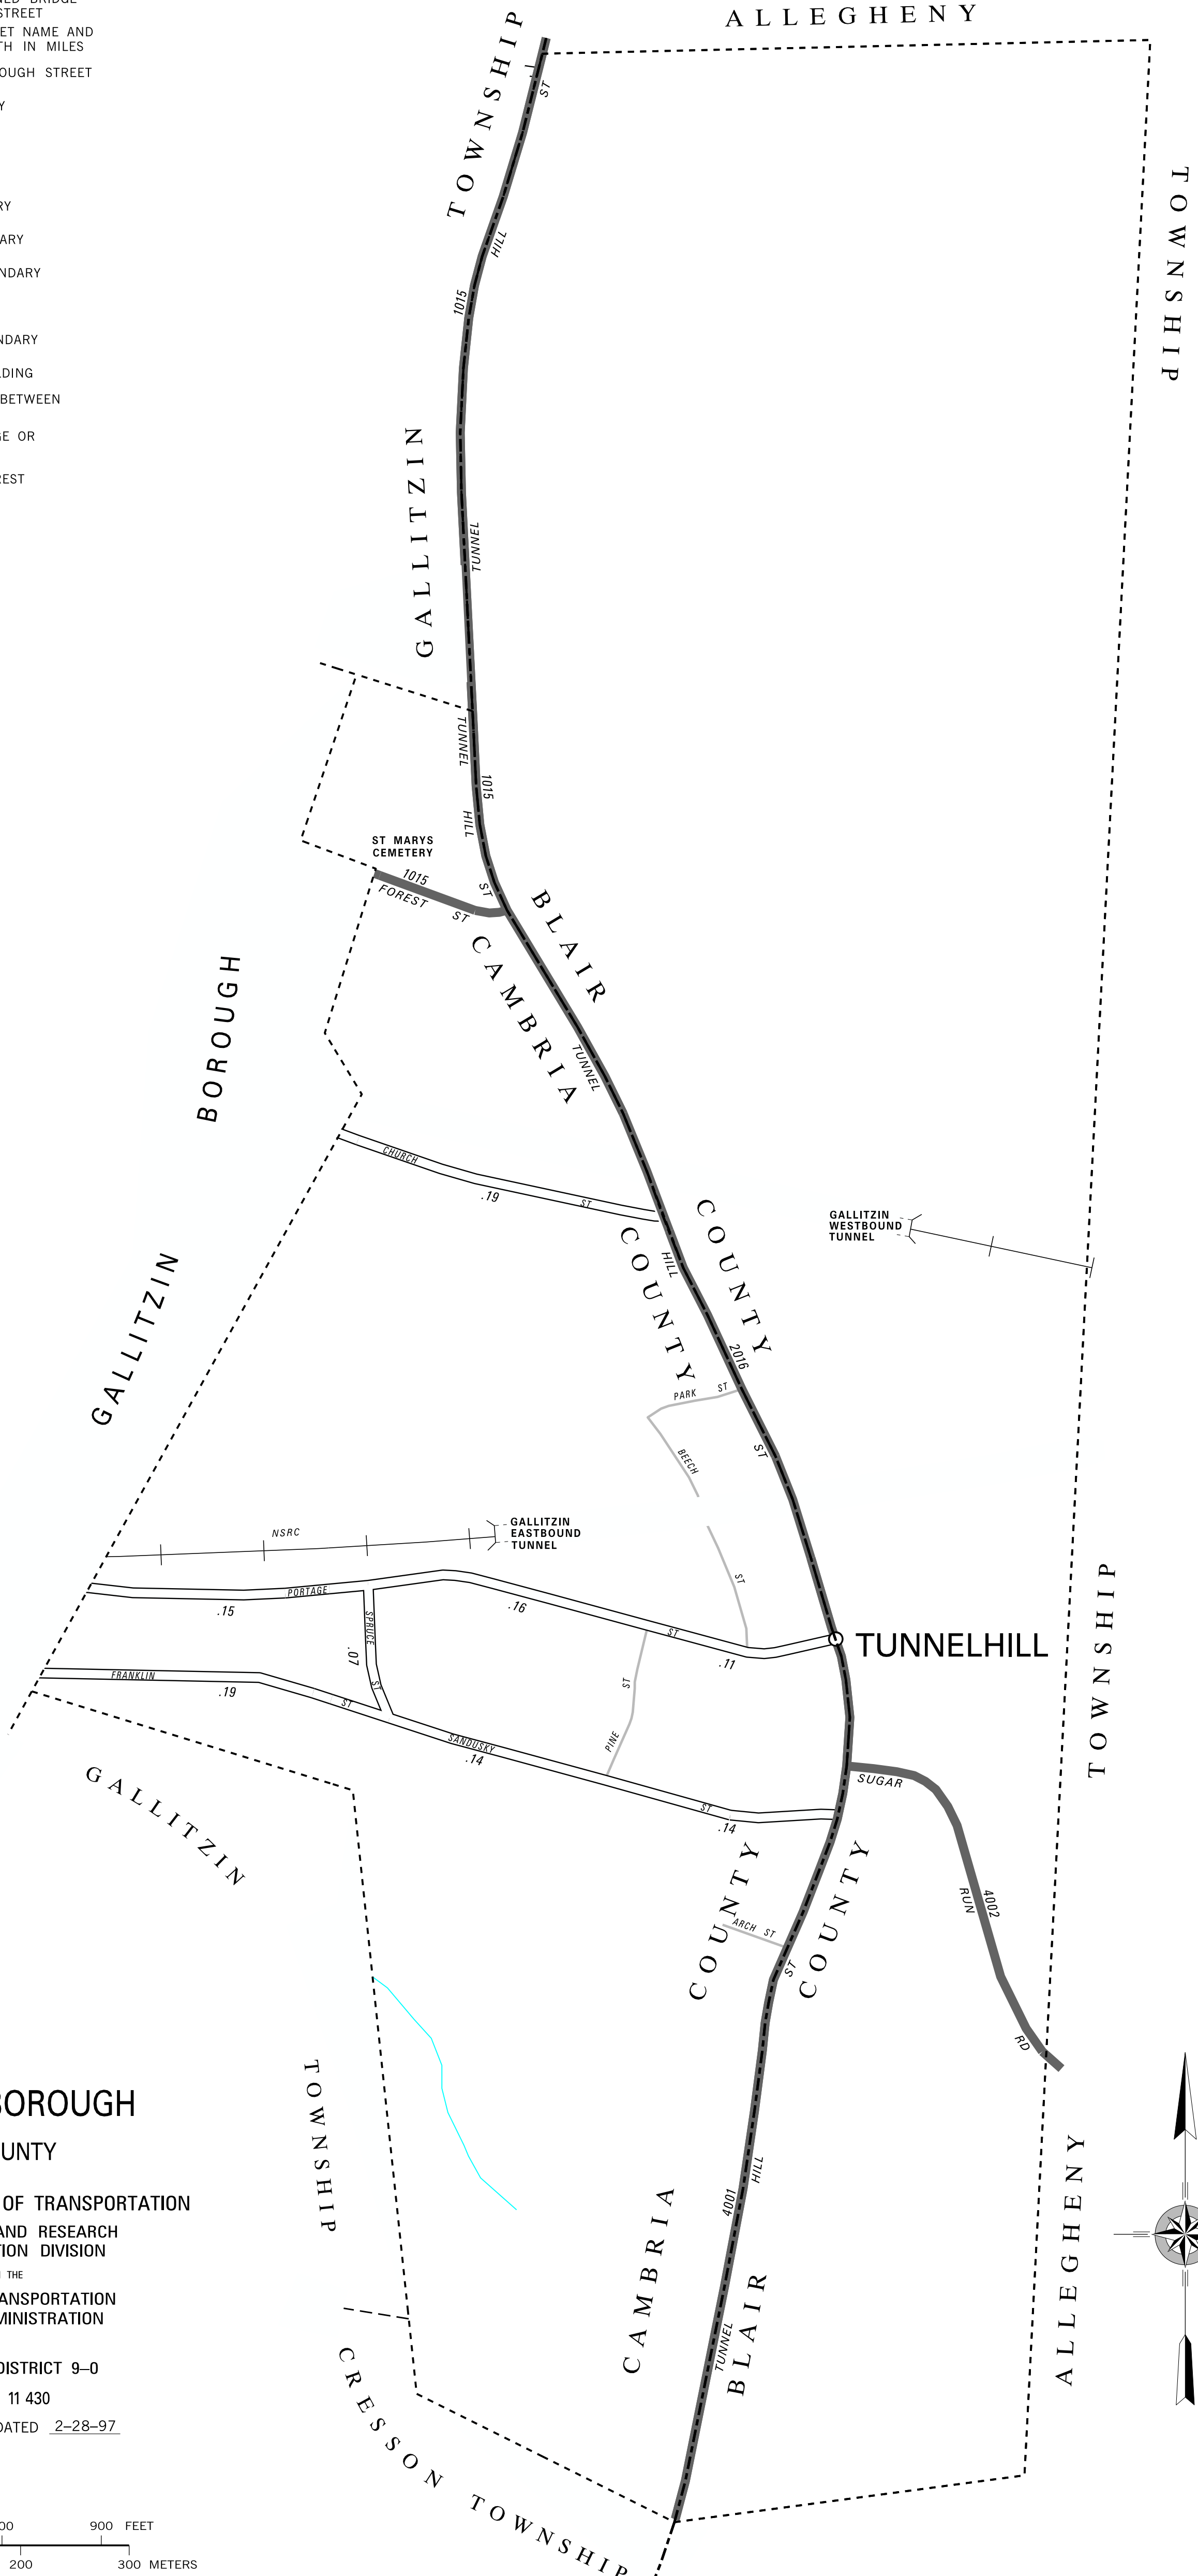 STREET
ET NAME AND
TH IN MILES
OUGH STREET
Y
RY
ARY
NDARY
NDARY
LDING
BETWEEN
GE OR
REST
ALLEGHENY
TOWNSHIP
TOWNSHIP
ST
HILL
1015
GALLITZIN
TUNNEL
TUNNEL
1015
HILL
ST MARYS
CEMETERY
1015
FOREST ST
ST
BLAIR
CAMBRIA
BOROUGH
TUNNEL
CHURCH ST
.19
COUNTY
COUNTY
GALLITZIN
WESTBOUND
TUNNEL
HILL
GALLITZIN
2016
PARK ST
ST
BEECH
ST
NSRC
GALLITZIN
EASTBOUND
TUNNEL
PORTAGE ST
.15
.16
.11
SPRUCE ST
.07
TUNNELHILL
TOWNSHIP
FRANKLIN ST
.19
PINE ST
SANDUSKY ST
.14
.14
GALLITZIN
SUGAR
RUN
4002
RD
COUNTY
COUNTY
ARCH ST
ST
TOWNSHIP
HILL
4001
ALLEGHENY
CAMBRIA
BLAIR
TUNNEL
CRESSON TOWNSHIP
BOROUGH
UNTY
OF TRANSPORTATION
AND RESEARCH
TION DIVISION
THE
ANSPORTATION
MINISTRATION
DISTRICT 9–0
11 430
DATED 2–28–97
00 900 FEET
200 300 METERS